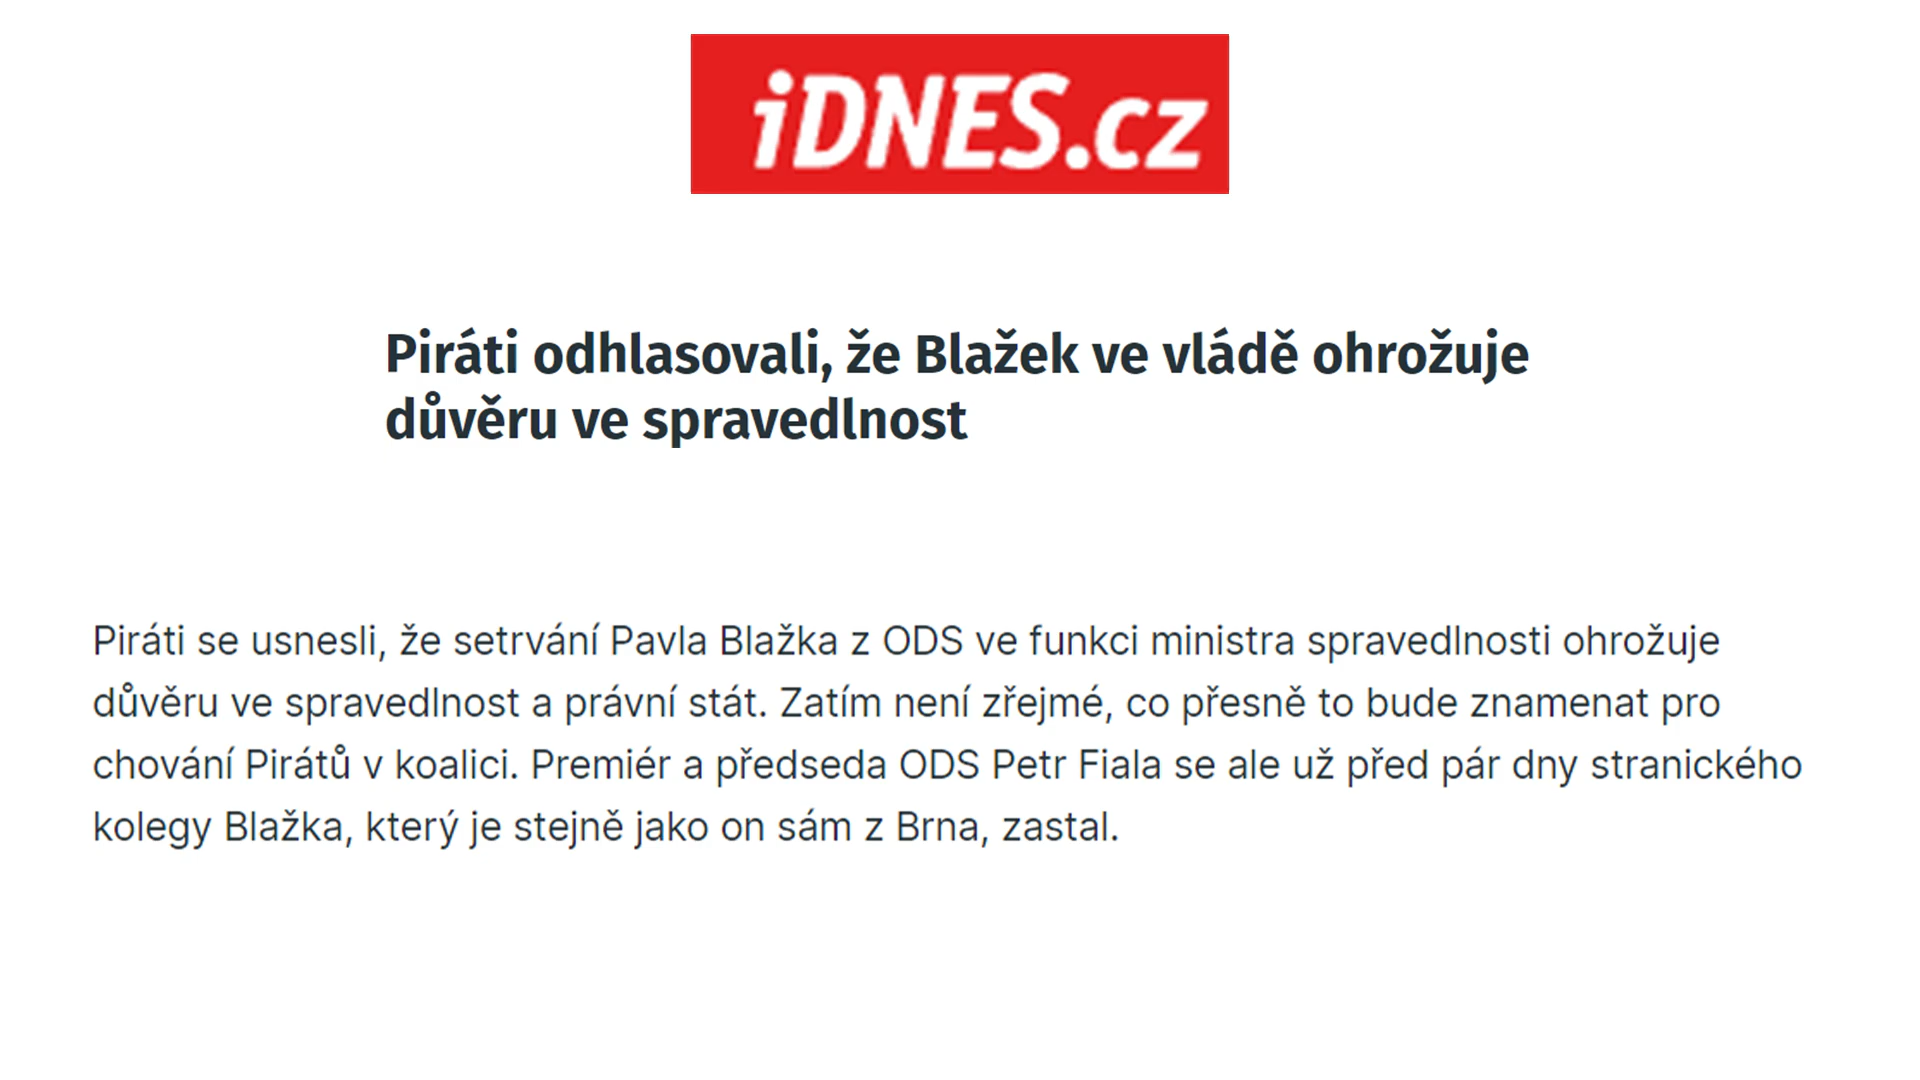 iDNES.cz
Piráti odhlasovali, že Blažek ve vládě ohrožuje
důvěru ve spravedlnost
Piráti se usnesli, že setrvání Pavla Blažka z ODS ve funkci ministra spravedlnosti ohrožuje
důvěru ve spravedlnost a právní stát. Zatím není zřejmé, co přesně to bude znamenat pro
chování Pirátů v koalici. Premiér a předseda ODS Petr Fiala se ale už před pár dny stranického
kolegy Blažka, který je stejně jako on sám z Brna, zastal.